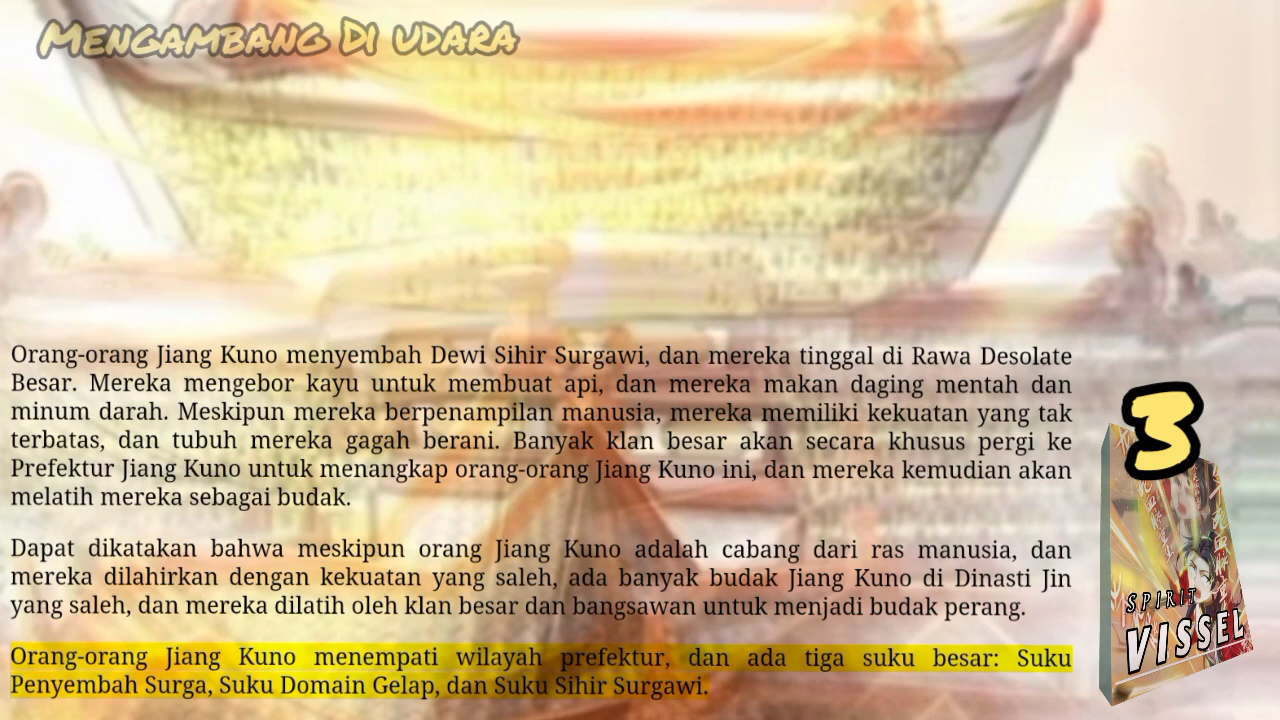 Mengambang Di udara
Orang-orang Jiang Kuno menyembah Dewi Sihir Surgawi, dan mereka tinggal di Rawa Desolate
Besar. Mereka mengebor kayu untuk membuat api, dan mereka makan daging mentah dan
minum darah. Meskipun mereka berpenampilan manusia, mereka memiliki kekuatan yang tak
terbatas, dan tubuh mereka gagah berani. Banyak klan besar akan secara khusus pergi ke
Prefektur Jiang Kuno untuk menangkap orang-orang Jiang Kuno ini, dan mereka kemudian akan
melatih mereka sebagai budak.
Dapat dikatakan bahwa meskipun orang Jiang Kuno adalah cabang dari ras manusia, dan
mereka dilahirkan dengan kekuatan yang saleh, ada banyak budak Jiang Kuno di Dinasti Jin
yang saleh, dan mereka dilatih oleh klan besar dan bangsawan untuk menjadi budak perang.
Orang-orang Jiang Kuno menempati wilayah prefektur, dan ada tiga suku besar: Suku
Penyembah Surga, Suku Domain Gelap, dan Suku Sihir Surgawi.
3
SPIRIT
VISSEL